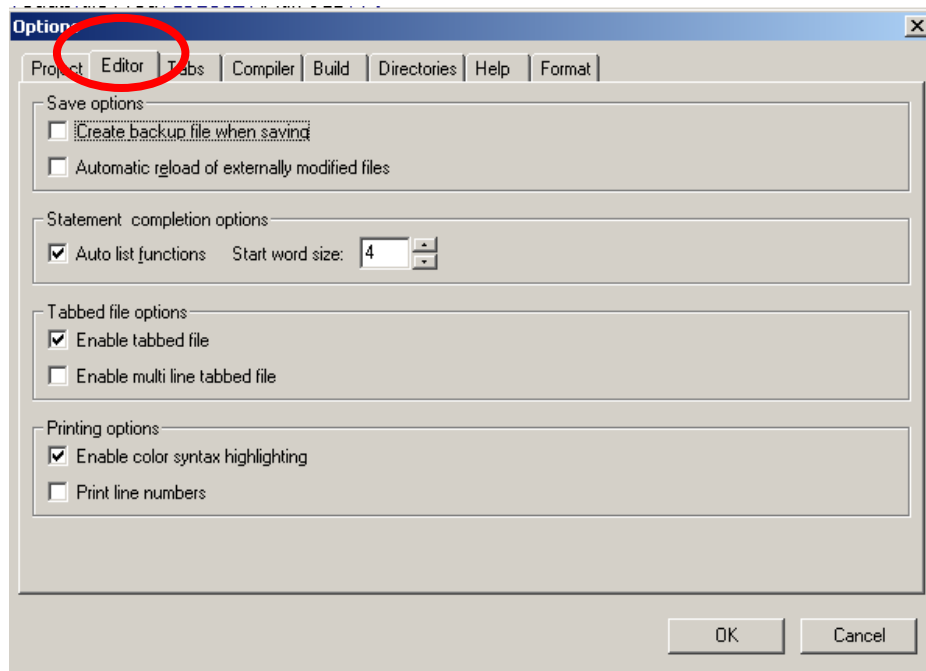 Options
Project Editor Tabs Compiler Build Directories Help Format
Save options
Create backup file when saving
Automatic reload of externally modified files
Statement completion options
Auto list functions Start word size: 4
Tabbed file options
Enable tabbed file
Enable multi line tabbed file
Printing options
Enable color syntax highlighting
Print line numbers
OK Cancel